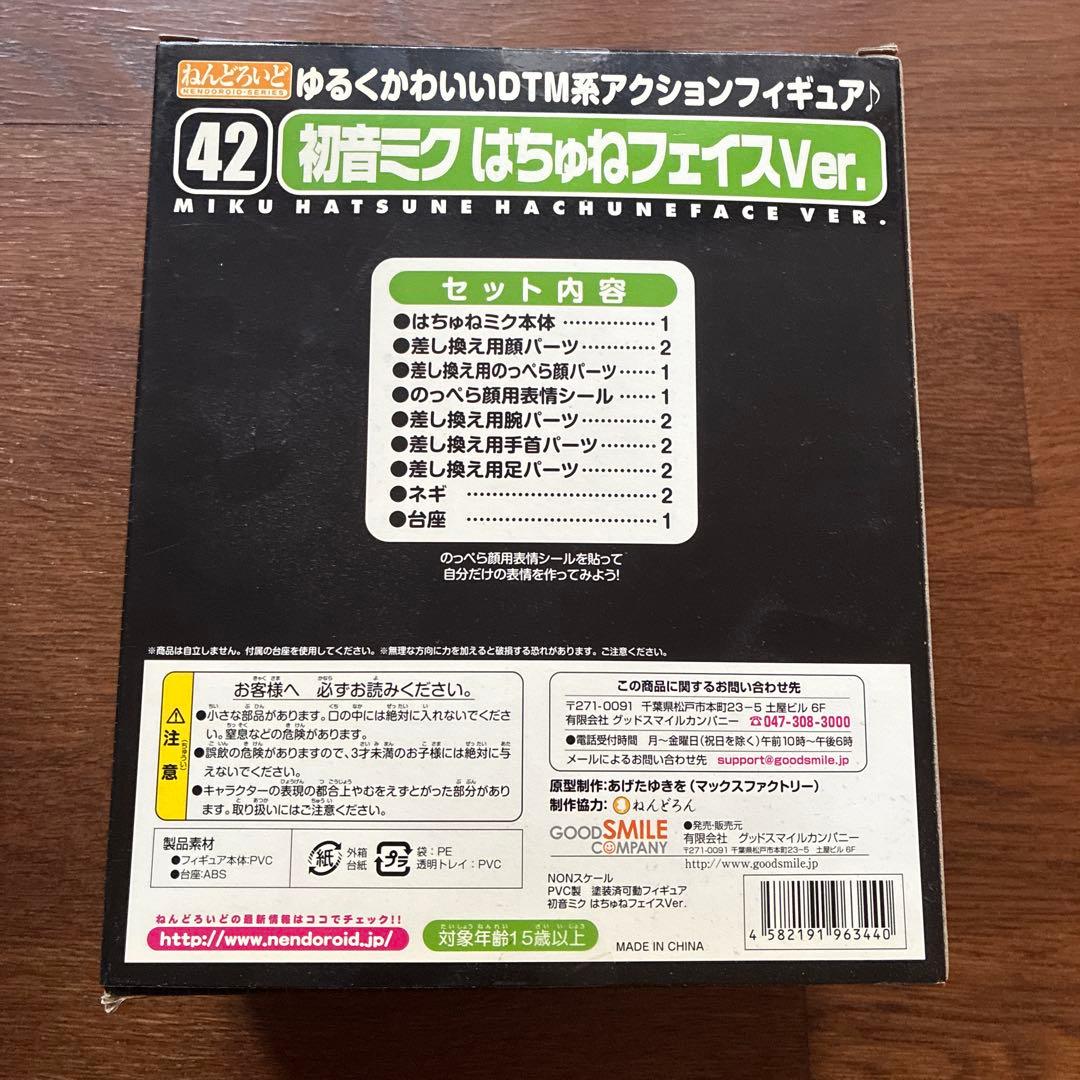 ねんどろいど
NENDOROID・SERIES
ゆるくかわいいDTM系アクションフィギュア♪
42
初音ミク はちゅねフェイスVer.
MIKU HATSUNE HACHUNEFACE VER.
セット内容
●はちゅねミク本体 …………… 1
●差し換え用顔パーツ ………… 2
●差し換え用のっぺら顔パーツ …… 1
●のっぺら顔用表情シール …… 1
●差し換え用腕パーツ ………… 2
●差し換え用手首パーツ ……… 2
●差し換え用足パーツ ………… 2
●ネギ ………………………… 2
●台座 ………………………… 1
のっぺら顔用表情シールを貼って
自分だけの表情を作ってみよう!
※商品は自立しません。付属の台座を使用してください。※無理な方向に力を加えると破損する恐れがあります。ご注意ください。
注意(ちゅうい)
お客様へ 必ずお読みください。
●小さな部品があります。口の中には絶対に入れないでくださ
い。窒息などの危険があります。
●誤飲の危険がありますので、3才未満のお子様には絶対に与
えないでください。
●キャラクターの表現の都合上やむをえずとがった部分があり
ます。取り扱いにはご注意ください。
製品素材
●フィギュア本体:PVC
●台座:ABS
紙
外箱
台紙
プラ
袋:PE
透明トレイ:PVC
ねんどろいどの最新情報はココでチェック!!
http://www.nendoroid.jp/
対象年齢15歳以上
この商品に関するお問い合わせ先
〒271-0091 千葉県松戸市本町23−5 土屋ビル 6F
有限会社 グッドスマイルカンパニー ☎047-308-3000
●電話受付時間 月〜金曜日(祝日を除く)午前10時〜午後6時
メールによるお問い合わせ先 support@goodsmile.jp
原型制作:あげたゆきを(マックスファクトリー)
制作協力: ねんどろん
GOOD SMILE
COMPANY
●発売・販売元
有限会社 グッドスマイルカンパニー
〒271-0091 千葉県松戸市本町23−5 土屋ビル 6F
http://www.goodsmile.jp
NONスケール
PVC製 塗装済可動フィギュア
初音ミク はちゅねフェイスVer.
MADE IN CHINA
4 582191 963440